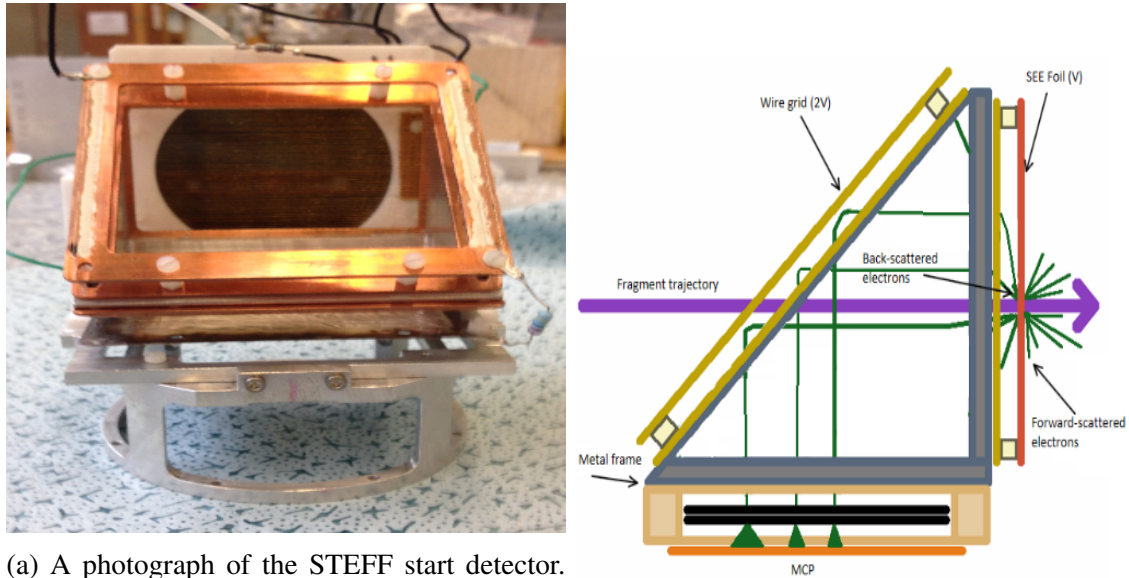 SEE Foil (V)
Wire grid (2V)
Back-scattered
electrons
Fragment trajectory
Forward-scattered
electrons
Metal frame
MCP
(a) A photograph of the STEFF start detector.